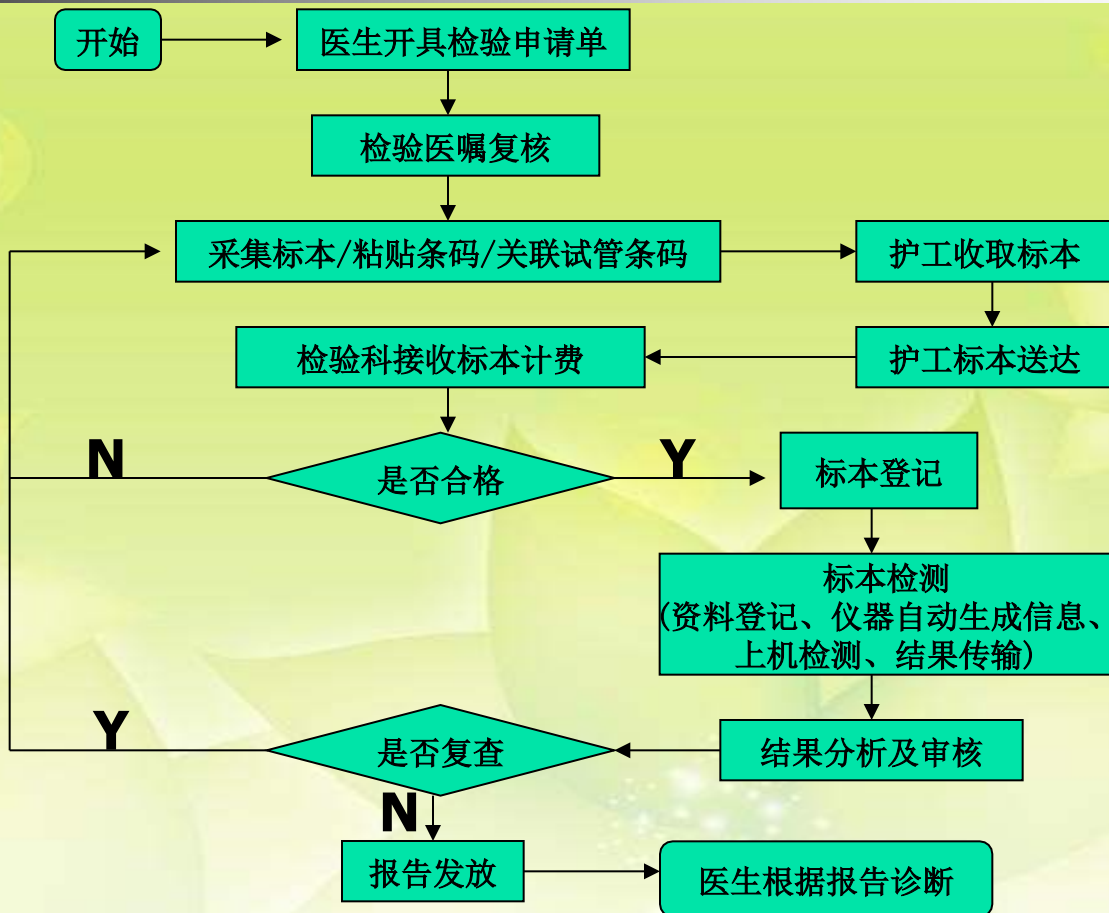 开始
医生开具检验申请单
检验医嘱复核
采集标本/粘贴条码/关联试管条码
护工收取标本
检验科接收标本计费
护工标本送达
N
是否合格
Y
标本登记
标本检测
(资料登记、仪器自动生成信息、
上机检测、结果传输)
Y
是否复查
结果分析及审核
N
报告发放
医生根据报告诊断